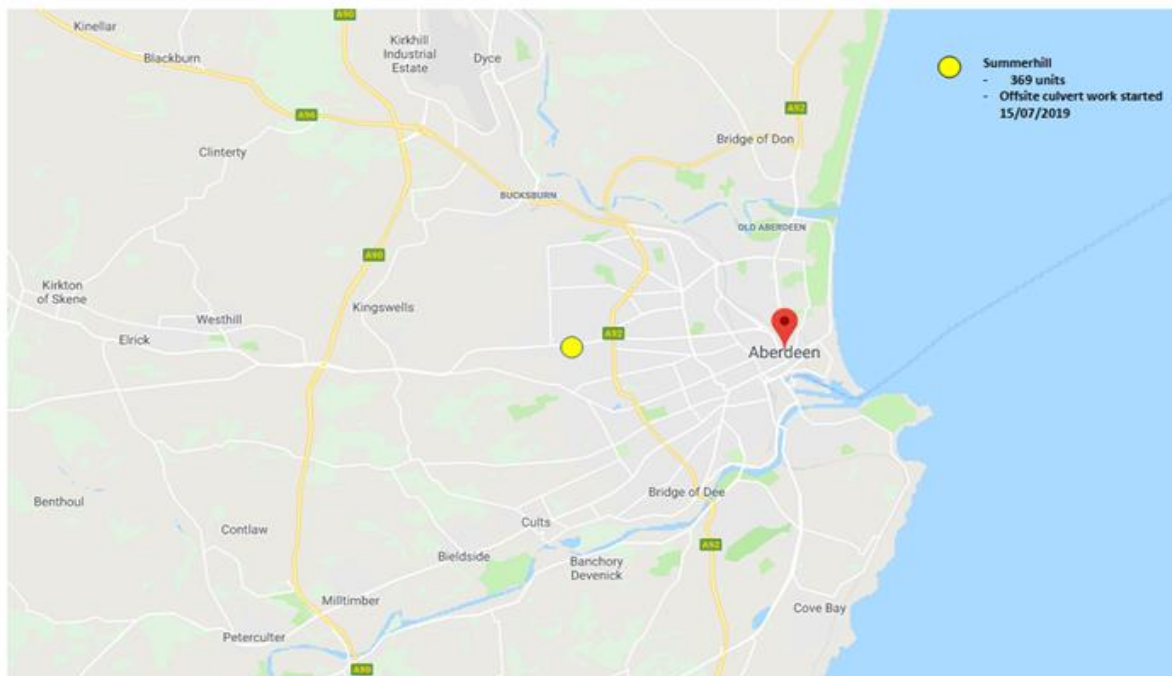 Kinellar
A90
Kirkhill
Industrial
Estate
Dyce
Blackburn
Summerhill
- 369 units
- Offsite culvert work started
15/07/2019
A96
A92
Bridge of Don
Clinterty
BUCKSBURN
OLD ABERDEEN
A90
Kirkton
of Skene
Westhill
Kingswells
Elrick
A92
Aberdeen
Bridge of Dee
Benthoul
Contlaw
Cults
A92
Bieldside
Banchory
Devenick
Milltimber
Cove Bay
Peterculter
A90